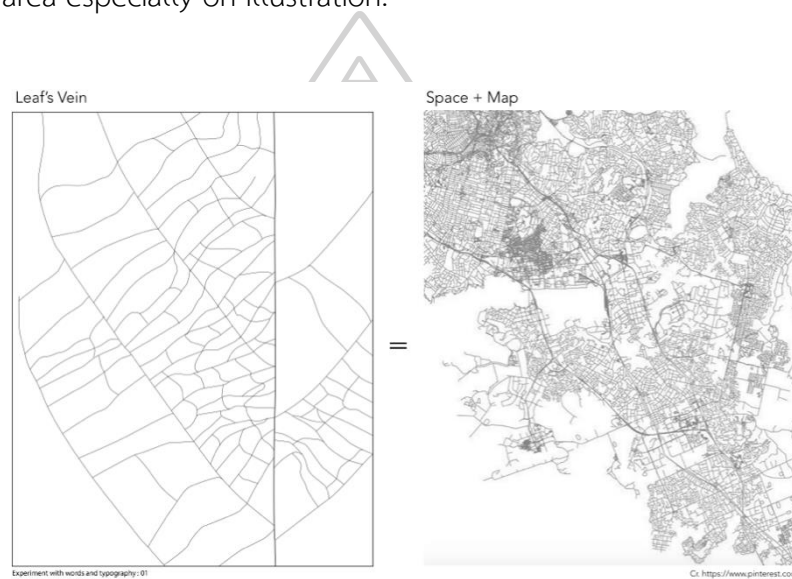 area especially on illustration.
Leaf's Vein
Space + Map
=
Experiment with words and typography : 01
Cr. https://www.pinterest.co